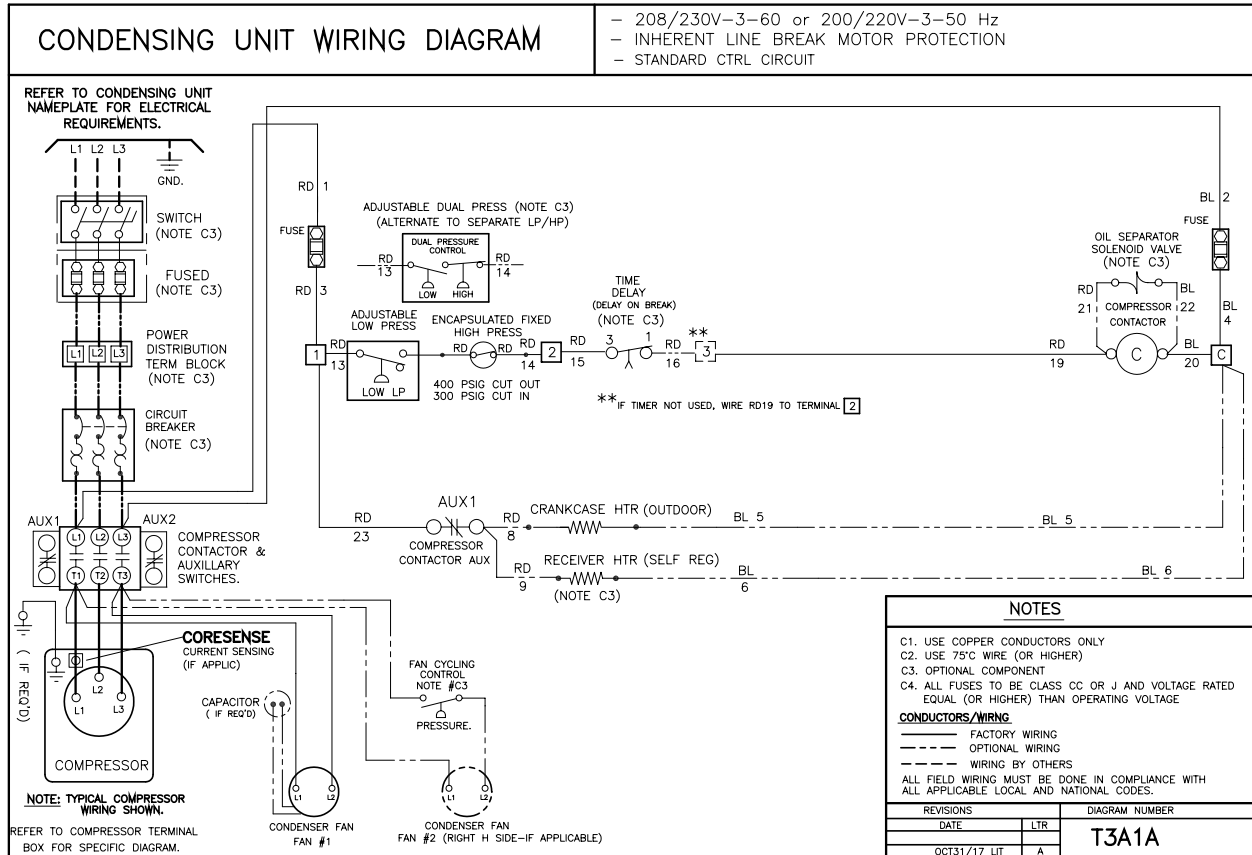 CONDENSING UNIT WIRING DIAGRAM
– 208/230V–3–60 or 200/220V–3–50 Hz
– INHERENT LINE BREAK MOTOR PROTECTION
– STANDARD CTRL CIRCUIT
REFER TO CONDENSING UNIT
NAMEPLATE FOR ELECTRICAL
REQUIREMENTS.
L1 L2 L3
GND.
SWITCH
(NOTE C3)
FUSED
(NOTE C3)
L1 L2 L3
POWER
DISTRIBUTION
TERM BLOCK
(NOTE C3)
CIRCUIT
BREAKER
(NOTE C3)
AUX1
AUX2
L1 L2 L3
T1 T2 T3
COMPRESSOR
CONTACTOR &
AUXILLARY
SWITCHES.
( IF REQ'D)
CORESENSE
CURRENT SENSING
(IF APPLIC)
L1
L2
L3
COMPRESSOR
NOTE: TYPICAL COMPRESSOR
WIRING SHOWN.
REFER TO COMPRESSOR TERMINAL
BOX FOR SPECIFIC DIAGRAM.
RD 1
FUSE
RD 3
ADJUSTABLE DUAL PRESS (NOTE C3)
(ALTERNATE TO SEPARATE LP/HP)
DUAL PRESSURE
CONTROL
RD
13
LOW
HIGH
RD
14
ADJUSTABLE
LOW PRESS
1
RD
13
LOW LP
ENCAPSULATED FIXED
HIGH PRESS
RD
RD
RD
14
400 PSIG CUT OUT
300 PSIG CUT IN
2
RD
15
TIME
DELAY
(DELAY ON BREAK)
(NOTE C3)
3
1
RD
16
**
3
**IF TIMER NOT USED, WIRE RD19 TO TERMINAL 2
RD
19
OIL SEPARATOR
SOLENOID VALVE
(NOTE C3)
RD
21
BL
22
COMPRESSOR
CONTACTOR
C
BL
20
C
BL 2
FUSE
BL
4
RD
23
AUX1
COMPRESSOR
CONTACTOR AUX
RD
8
CRANKCASE HTR (OUTDOOR)
BL 5
BL 5
RD
9
RECEIVER HTR (SELF REG)
(NOTE C3)
BL
6
BL 6
CAPACITOR
( IF REQ'D)
FAN CYCLING
CONTROL
NOTE #C3
PRESSURE.
L1
L2
CONDENSER FAN
FAN #1
L1
L2
CONDENSER FAN
FAN #2 (RIGHT H SIDE–IF APPLICABLE)
NOTES
C1. USE COPPER CONDUCTORS ONLY
C2. USE 75°C WIRE (OR HIGHER)
C3. OPTIONAL COMPONENT
C4. ALL FUSES TO BE CLASS CC OR J AND VOLTAGE RATED
EQUAL (OR HIGHER) THAN OPERATING VOLTAGE
CONDUCTORS/WIRNG
FACTORY WIRING
OPTIONAL WIRING
WIRING BY OTHERS
ALL FIELD WIRING MUST BE DONE IN COMPLIANCE WITH
ALL APPLICABLE LOCAL AND NATIONAL CODES.
REVISIONS
DIAGRAM NUMBER
DATE
LTR
T3A1A
OCT31/17 LIT
A